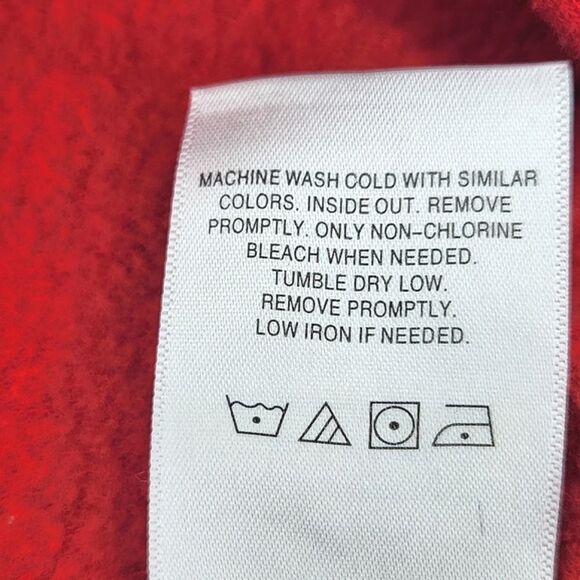 MACHINE WASH COLD WITH SIMILAR
COLORS. INSIDE OUT. REMOVE
PROMPTLY. ONLY NON-CHLORINE
BLEACH WHEN NEEDED.
TUMBLE DRY LOW.
REMOVE PROMPTLY.
LOW IRON IF NEEDED.